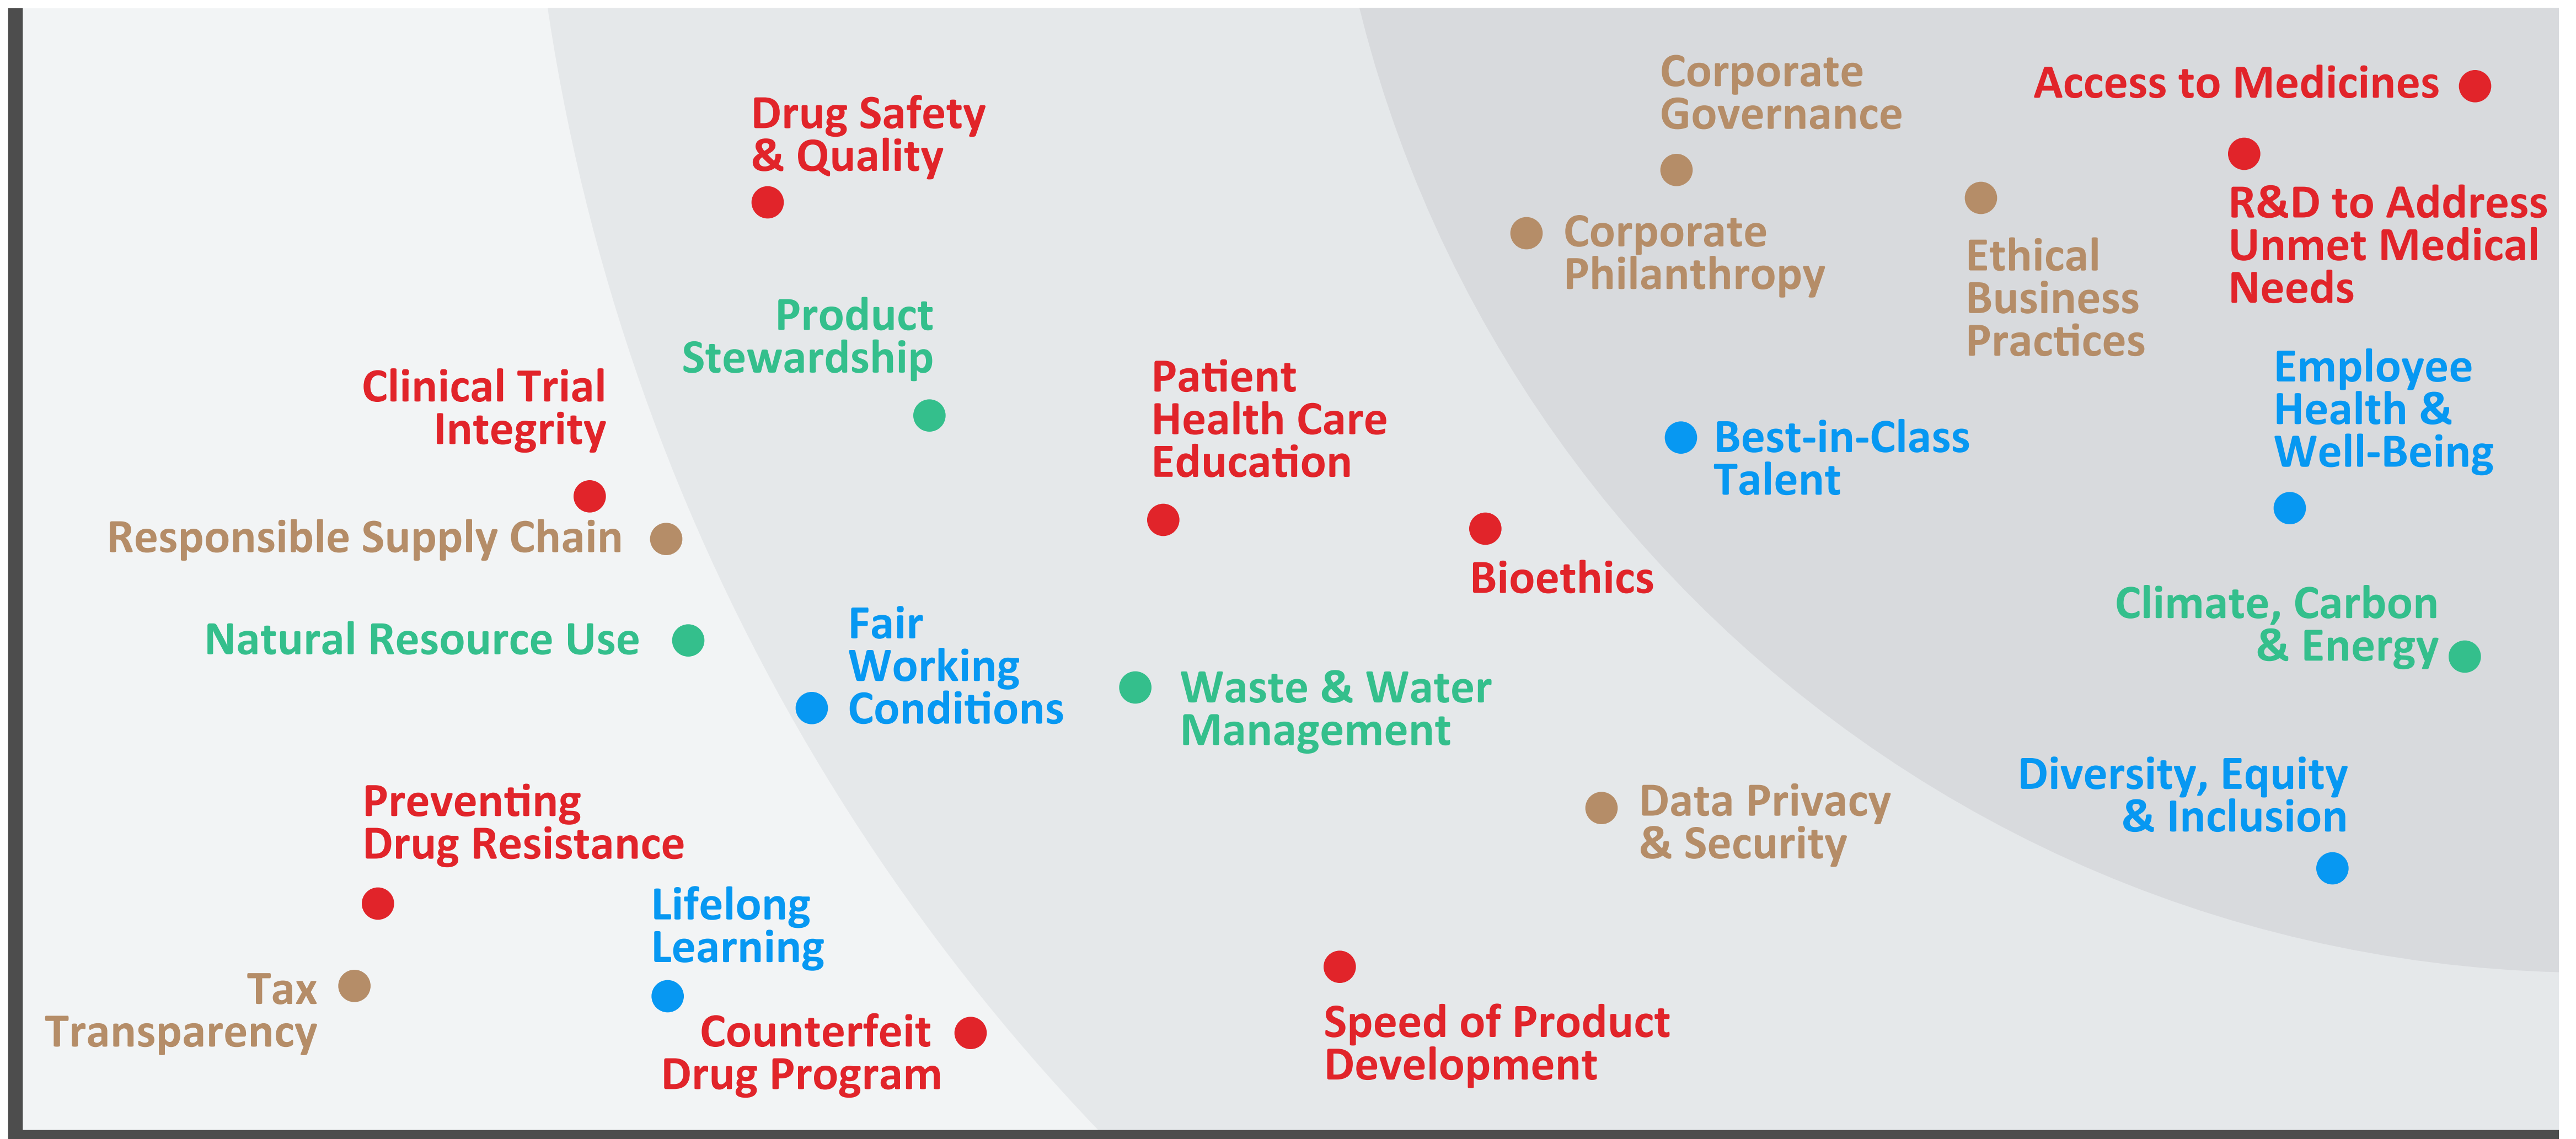 Corporate
Governance
Access to Medicines
Drug Safety
& Quality
R&D to Address
Unmet Medical
Needs
Corporate
Philanthropy
Ethical
Business
Practices
Product
Stewardship
Employee
Health &
Well-Being
Patient
Health Care
Education
Clinical Trial
Integrity
Best-in-Class
Talent
Responsible Supply Chain
Bioethics
Climate, Carbon
& Energy
Natural Resource Use
Fair
Working
Conditions
Waste & Water
Management
Diversity, Equity
& Inclusion
Preventing
Drug Resistance
Data Privacy
& Security
Lifelong
Learning
Tax
Transparency
Counterfeit
Drug Program
Speed of Product
Development